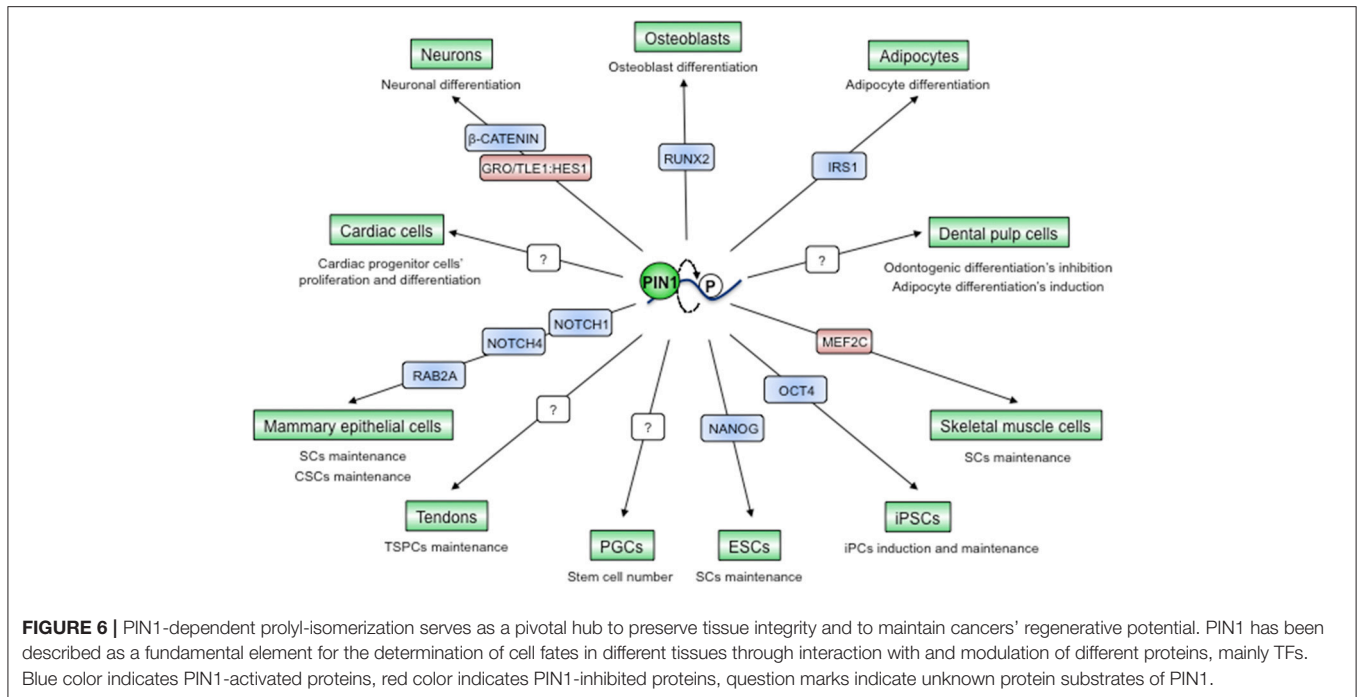 Osteoblasts
Osteoblast differentiation
Neurons
Neuronal differentiation
Adipocytes
Adipocyte differentiation
β-CATENIN
GRO/TLE1:HES1
RUNX2
IRS1
Cardiac cells
Cardiac progenitor cells'
proliferation and differentiation
?
?
Dental pulp cells
Odontogenic differentiation's inhibition
Adipocyte differentiation's induction
PIN1
P
NOTCH1
NOTCH4
RAB2A
MEF2C
OCT4
NANOG
?
?
Mammary epithelial cells
SCs maintenance
CSCs maintenance
Skeletal muscle cells
SCs maintenance
Tendons
TSPCs maintenance
PGCs
Stem cell number
ESCs
SCs maintenance
iPSCs
iPCs induction and maintenance
FIGURE 6 | PIN1-dependent prolyl-isomerization serves as a pivotal hub to preserve tissue integrity and to maintain cancers' regenerative potential. PIN1 has been
described as a fundamental element for the determination of cell fates in different tissues through interaction with and modulation of different proteins, mainly TFs.
Blue color indicates PIN1-activated proteins, red color indicates PIN1-inhibited proteins, question marks indicate unknown protein substrates of PIN1.